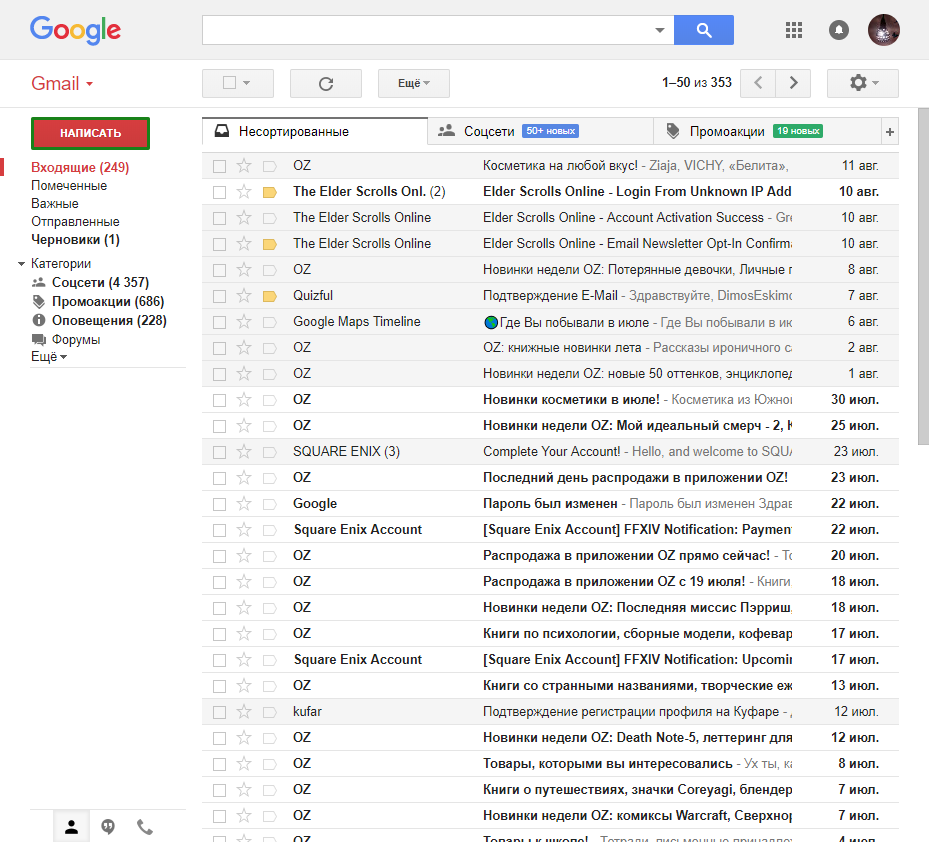 Google
Gmail
Ещё
1–50 из 353
НАПИСАТЬ
Входящие (249)
Помеченные
Важные
Отправленные
Черновики (1)
Категории
Соцсети (4 357)
Промоакции (686)
Оповещения (228)
Форумы
Ещё
Несортированные Соцсети 50+ новых Промоакции 19 новых +
OZ Косметика на любой вкус! - Ziaja, VICHY, «Белита», 11 авг.
The Elder Scrolls Onl. (2) Elder Scrolls Online - Login From Unknown IP Add 10 авг.
The Elder Scrolls Online Elder Scrolls Online - Account Activation Success - Gre 10 авг.
The Elder Scrolls Online Elder Scrolls Online - Email Newsletter Opt-In Confirma 10 авг.
OZ Новинки недели OZ: Потерянные девочки, Личные 8 авг.
Quizful Подтверждение E-Mail - Здравствуйте, DimosEskimo 7 авг.
Google Maps Timeline Где Вы побывали в июле - Где Вы побывали в ик 6 авг.
OZ OZ: книжные новинки лета - Рассказы ироничного 2 авг.
OZ Новинки недели OZ: новые 50 оттенков, энциклопед 1 авг.
OZ Новинки косметики в июле! - Косметика из Южно 30 июл.
OZ Новинки недели OZ: Мой идеальный смерч - 2, 25 июл.
SQUARE ENIX (3) Complete Your Account! - Hello, and welcome to SQUA 23 июл.
OZ Последний день распродажи в приложении OZ! 23 июл.
Google Пароль был изменен - Пароль был изменен Здрав 22 июл.
Square Enix Account [Square Enix Account] FFXIV Notification: Paymen 22 июл.
OZ Распродажа в приложении OZ прямо сейчас! - То 20 июл.
OZ Распродажа в приложении OZ с 19 июля! - Книги, 18 июл.
OZ Новинки недели OZ: Последняя миссис Пэрриш, 18 июл.
OZ Книги по психологии, сборные модели, кофевар 17 июл.
Square Enix Account [Square Enix Account] FFXIV Notification: Upcomin 17 июл.
OZ Книги со странными названиями, творческие еж 13 июл.
kufar Подтверждение регистрации профиля на Куфаре - 12 июл.
OZ Новинки недели OZ: Death Note-5, леттеринг для 12 июл.
OZ Товары, которыми вы интересовались - Ух ты, ка 8 июл.
OZ Книги о путешествиях, значки Coreyagi, блендер 7 июл.
OZ Новинки недели OZ: комиксы Warcraft, Сверхнор 7 июл.
OZ Товары к школе! - Тетради, письменные принадле 4 июл.